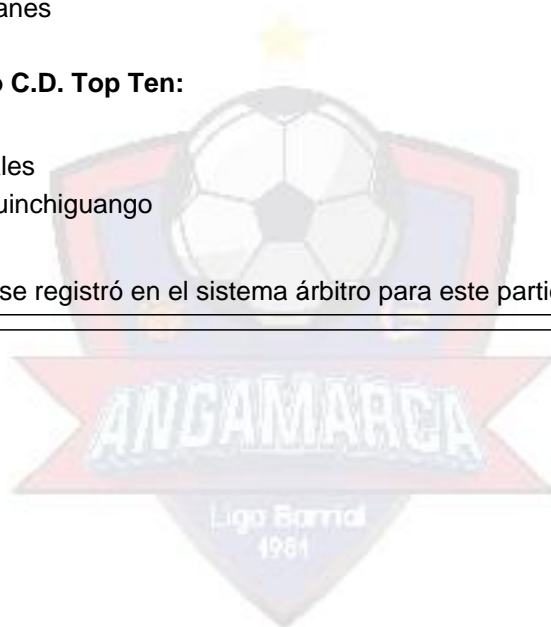 anes
o C.D. Top Ten:
les
uinchiguango
se registró en el sistema árbitro para este parti
ANGAMARCA
Liga Barrial
1981